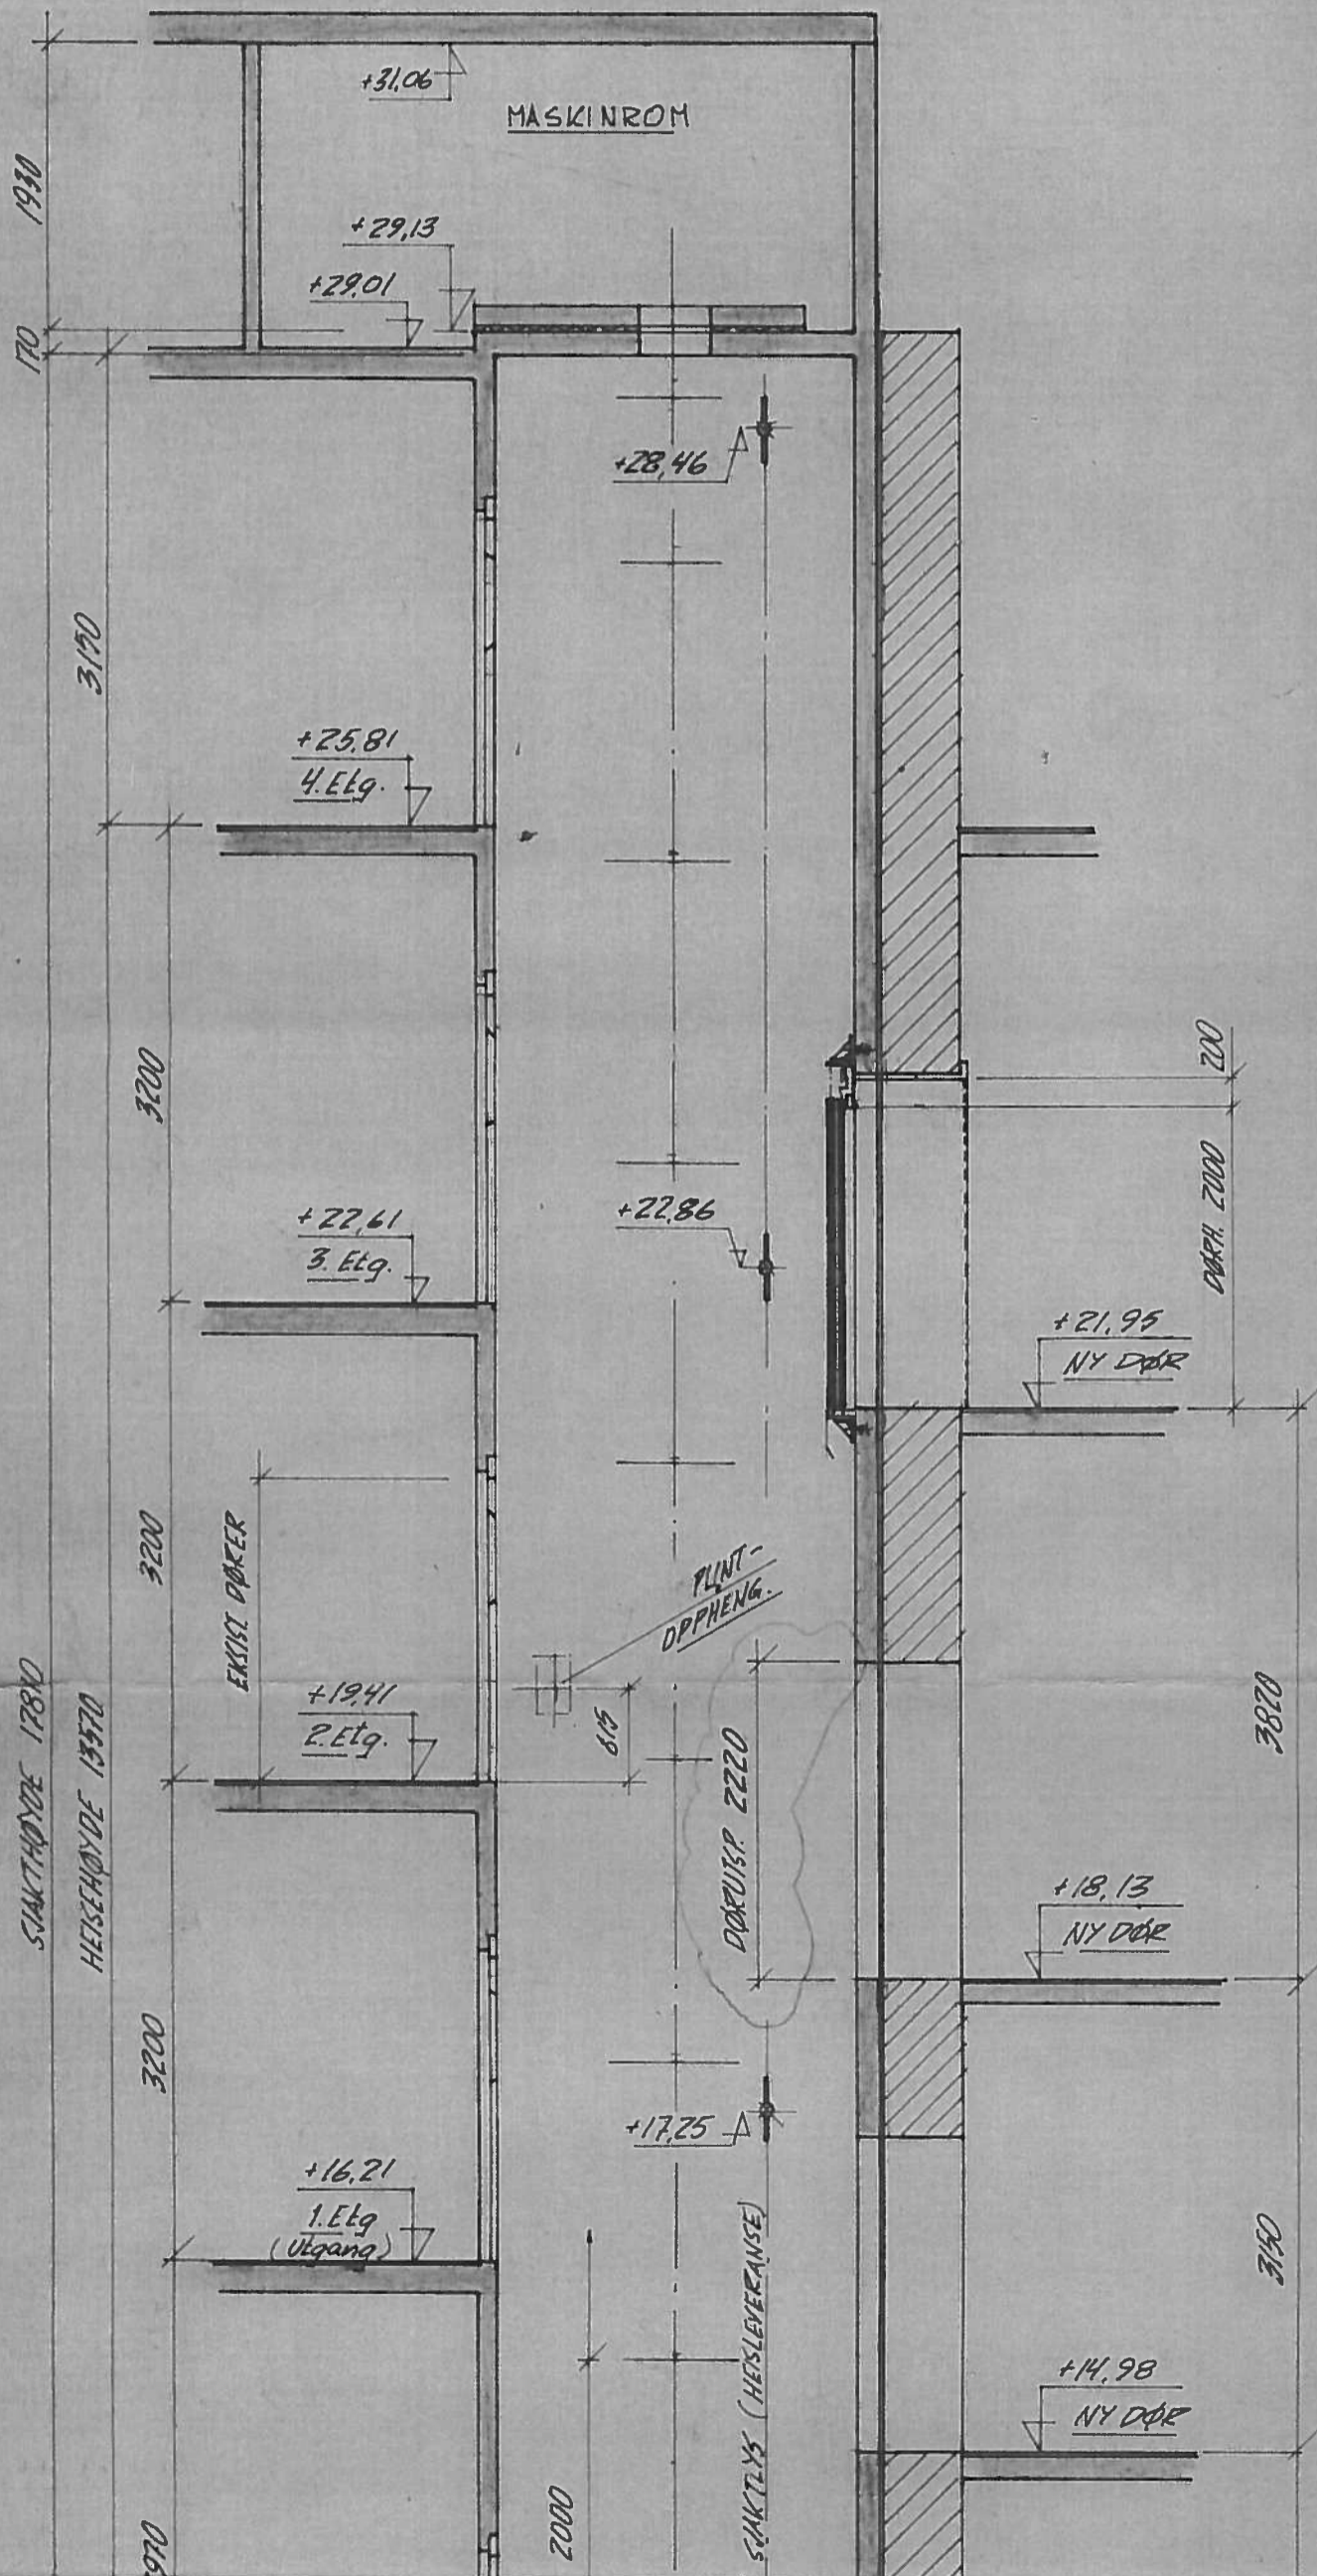 +31,06
MASKINROM
1930
+29,13
+29,01
170
+28,46
3150
+25,81
4.Etg.
3200
200
DØRH. 2000
+22,61
3. Etg.
+22,86
+21,95
NY DØR
3200
EKSIST DØRER
PLINT-
OPPHENG.
+19,41
2.Etg.
615
DØRUTSP. 2220
3820
SJAKTHØYDE 17810
HEISEHØYDE 13570
+18,13
NY DØR
3200
+17,25
+16,21
1.Etg
(Utgang)
3150
SJAKTLYS (HEISLEVERANSE)
+14,98
NY DØR
2000